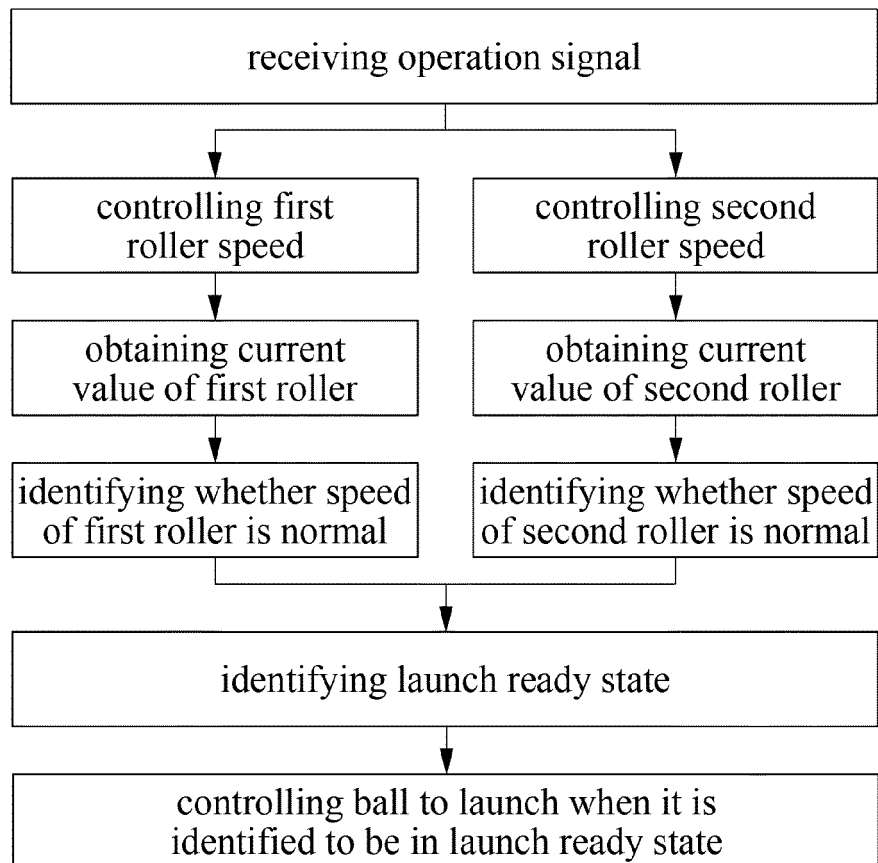 receiving operation signal
controlling first
roller speed
controlling second
roller speed
obtaining current
value of first roller
obtaining current
value of second roller
identifying whether speed
of first roller is normal
identifying whether speed
of second roller is normal
identifying launch ready state
controlling ball to launch when it is
identified to be in launch ready state